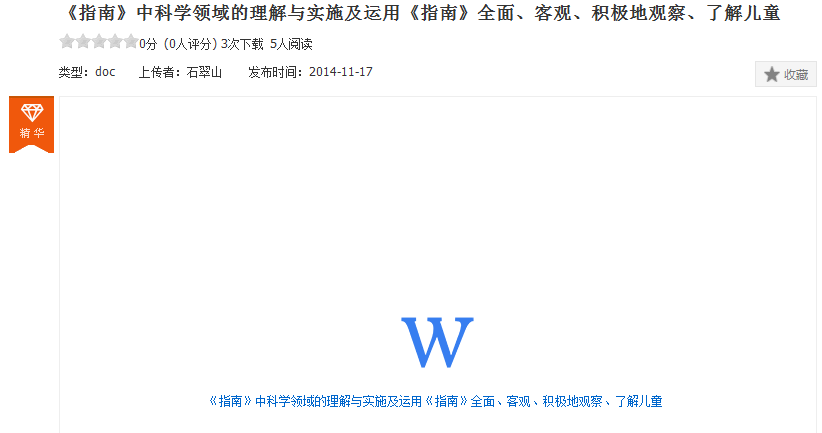 《指南》中科学领域的理解与实施及运用《指南》全面、客观、积极地观察、了解儿童
0分（0人评分）3次下载 5人阅读
类型：doc 上传者：石翠山 发布时间：2014-11-17
收藏
精华
W
《指南》中科学领域的理解与实施及运用《指南》全面、客观、积极地观察、了解儿童